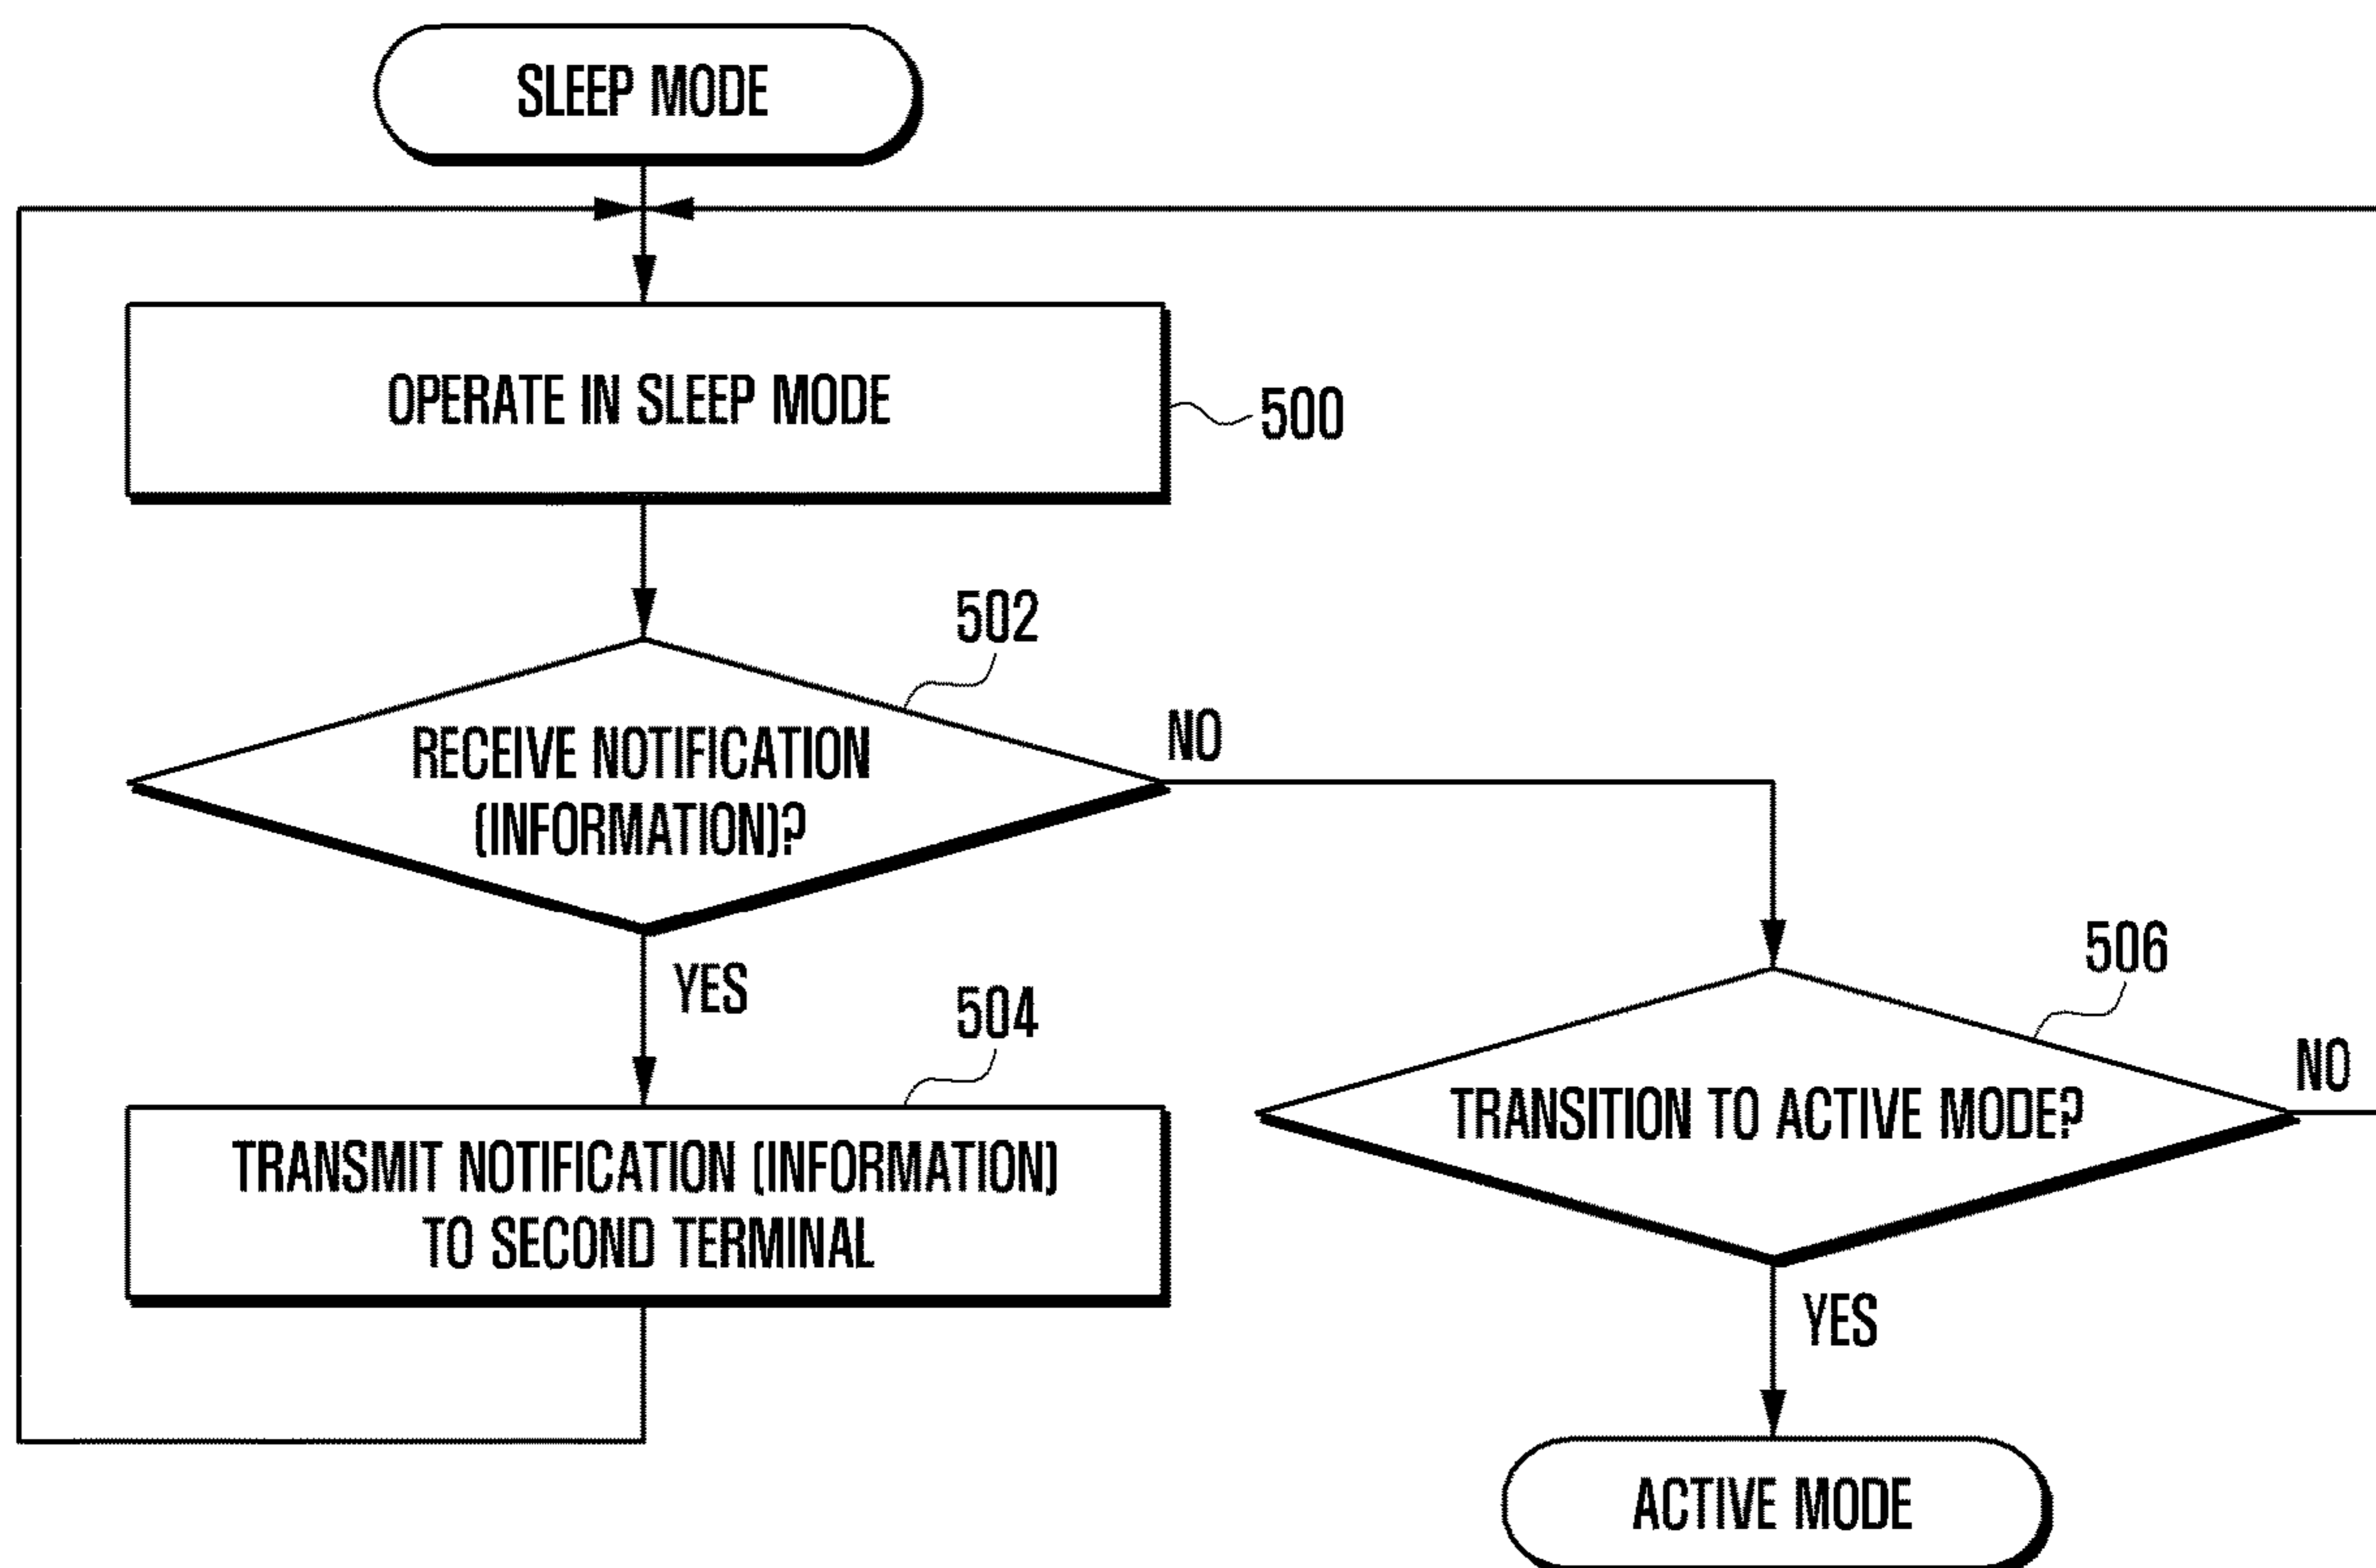 SLEEP MODE
OPERATE IN SLEEP MODE
500
502
RECEIVE NOTIFICATION
(INFORMATION)?
NO
YES
504
TRANSMIT NOTIFICATION (INFORMATION)
TO SECOND TERMINAL
506
TRANSITION TO ACTIVE MODE?
NO
YES
ACTIVE MODE